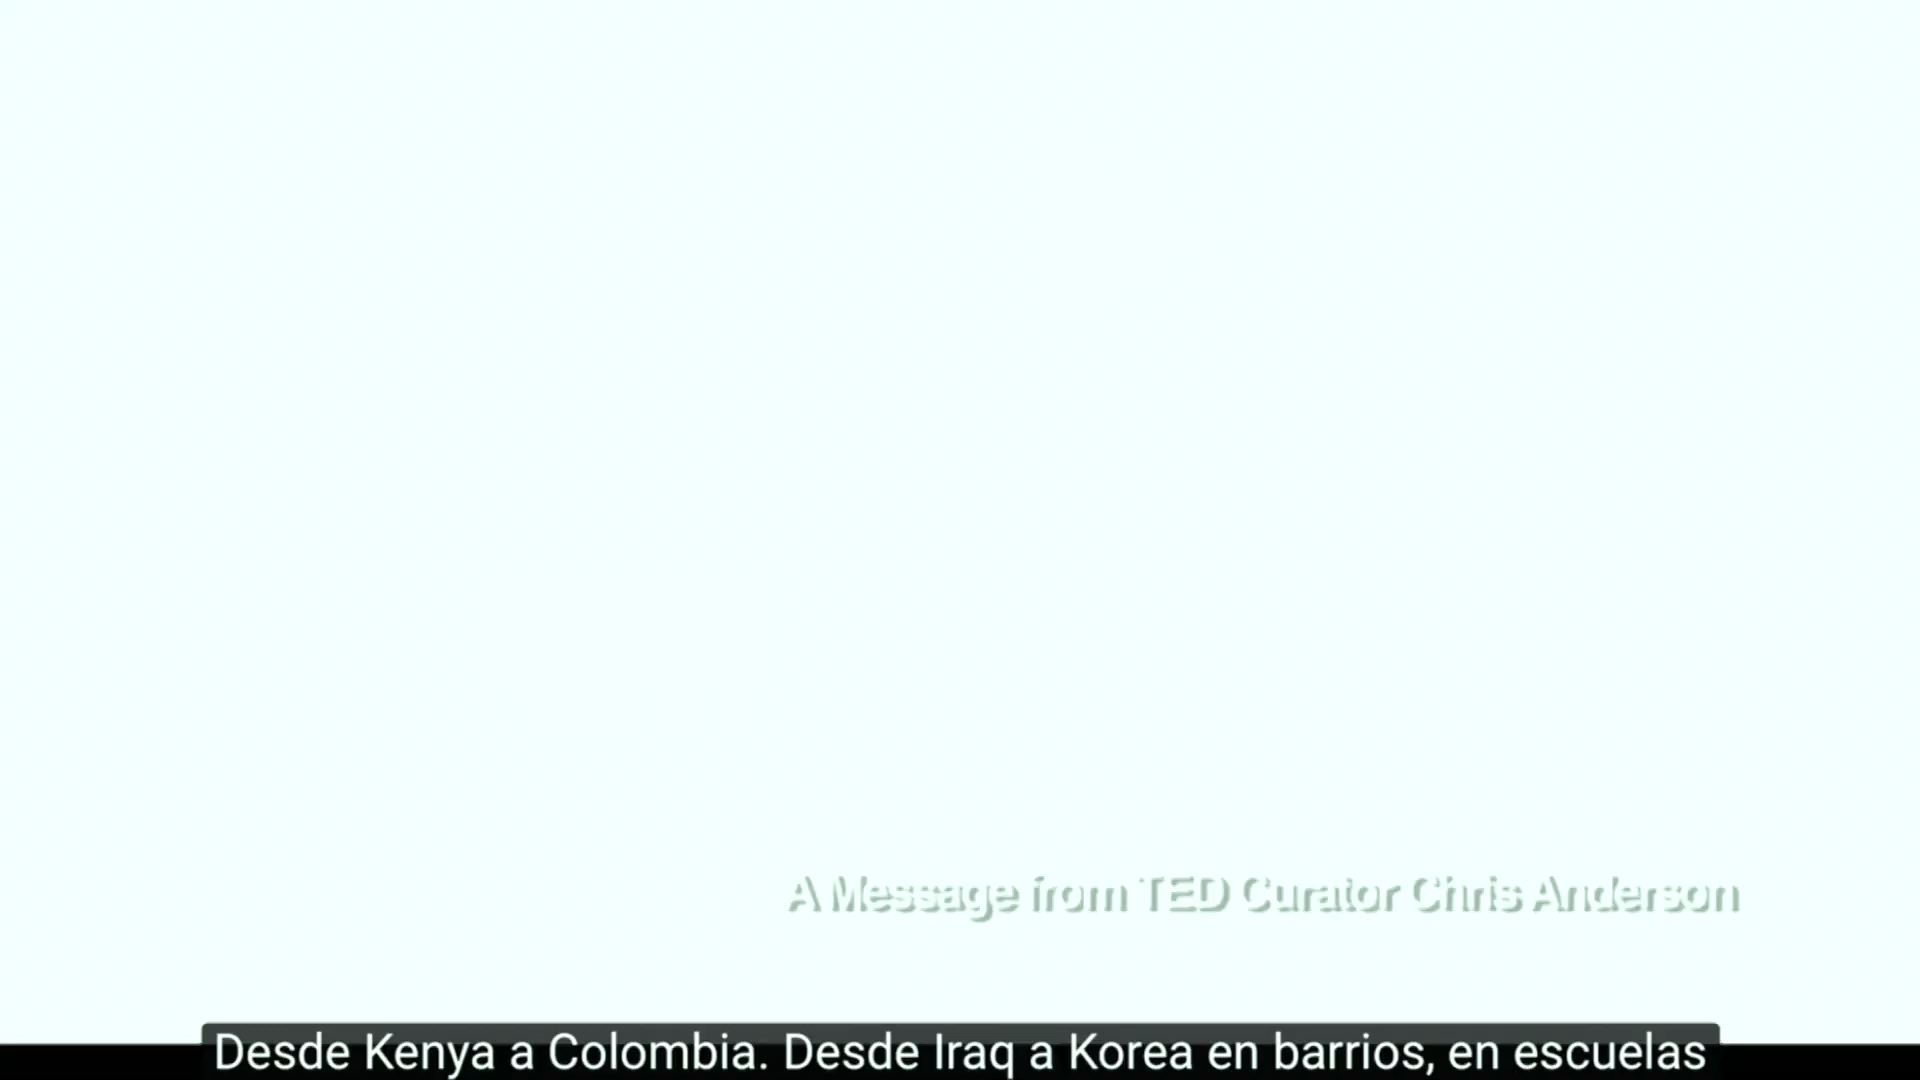 A Message from TED Curator Chris Anderson
Desde Kenya a Colombia. Desde Iraq a Korea en barrios, en escuelas